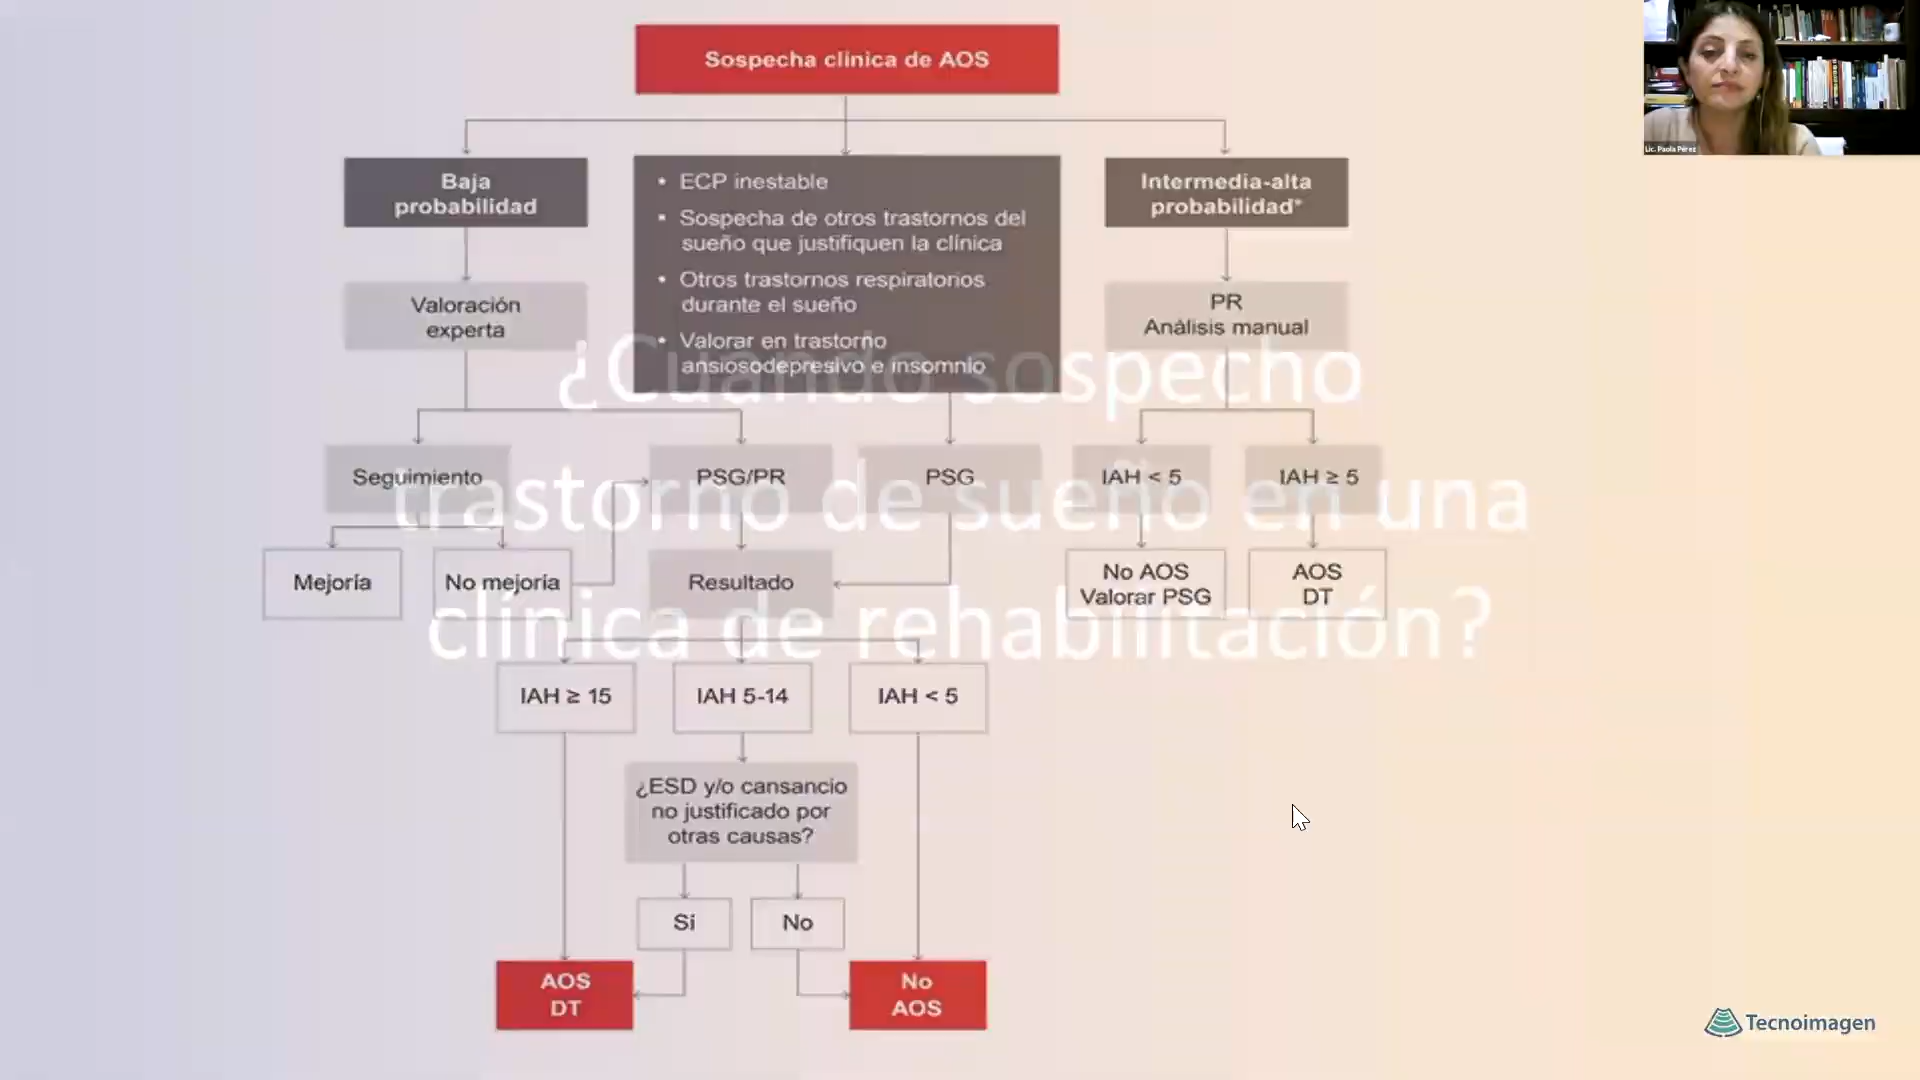 Sospecha clínica de AOS
Baja
probabilidad
• ECP inestable
• Sospecha de otros trastornos del
sueño que justifiquen la clínica
• Otros trastornos respiratorios
durante el sueño
• Valorar en trastorno
ansiosodepresivo e insomnio
Intermedia-alta
probabilidad*
Valoración
experta
PR
Análisis manual
¿Cuándo sospecho
trastorno de sueño en una
clínica de rehabilitación?
Seguimiento
PSG/PR
PSG
IAH < 5
IAH ≥ 5
Mejoría
No mejoría
Resultado
No AOS
Valorar PSG
AOS
DT
IAH ≥ 15
IAH 5-14
IAH < 5
¿ESD y/o cansancio
no justificado por
otras causas?
Sí
No
AOS
DT
No
AOS
Lic. Paola Pérez
Tecnoimagen